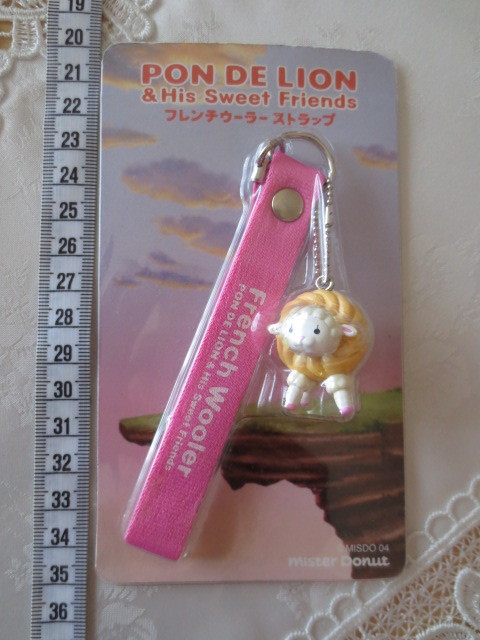 19
20
21
22
23
24
25
26
27
28
29
30
31
32
33
34
35
36
PON DE LION
& His Sweet Friends
フレンチウーラー ストラップ
French Wooler
PON DE LION & His Sweet Friends
MISDO 04
mister Donut